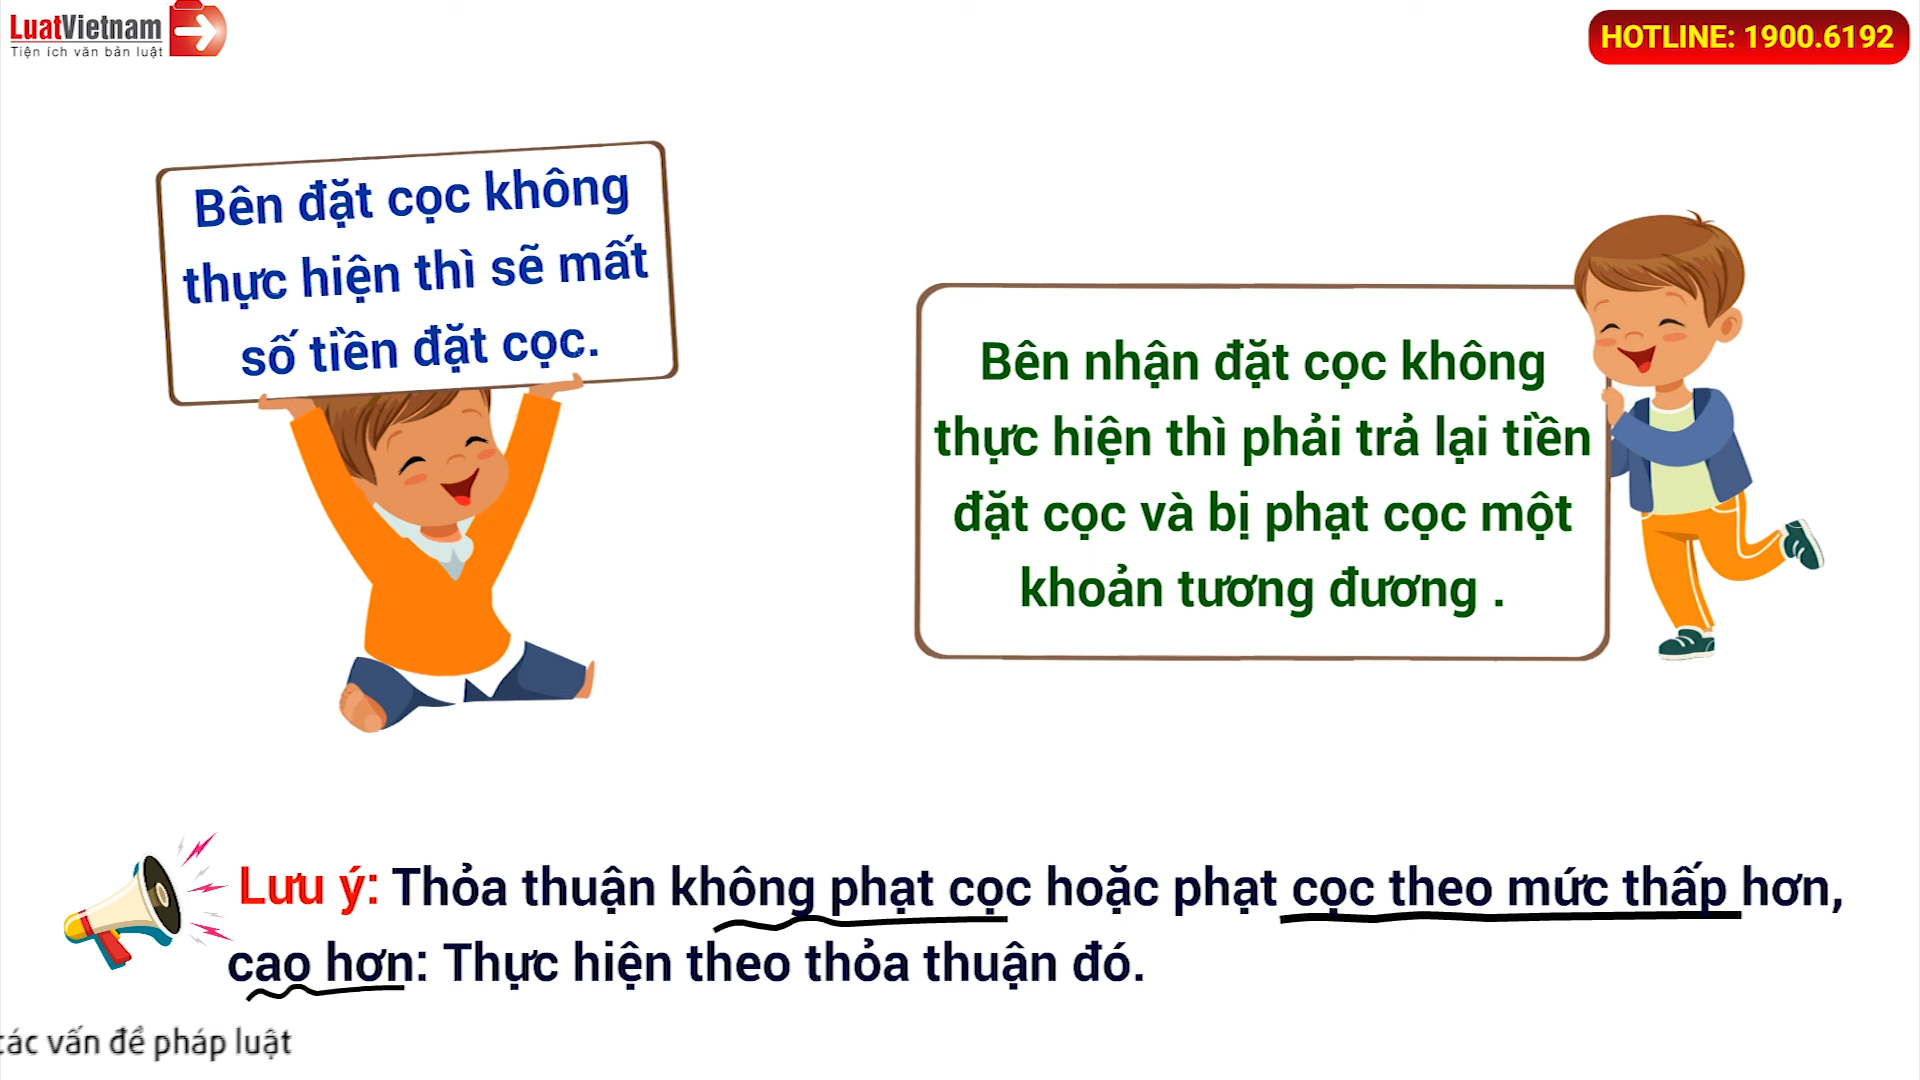 LuatVietnam
Tiện ích văn bản luật
HOTLINE: 1900.6192
Bên đặt cọc không
thực hiện thì sẽ mất
số tiền đặt cọc.
Bên nhận đặt cọc không
thực hiện thì phải trả lại tiền
đặt cọc và bị phạt cọc một
khoản tương đương .
Lưu ý: Thỏa thuận không phạt cọc hoặc phạt cọc theo mức thấp hơn,
cao hơn: Thực hiện theo thỏa thuận đó.
các vấn đề pháp luật